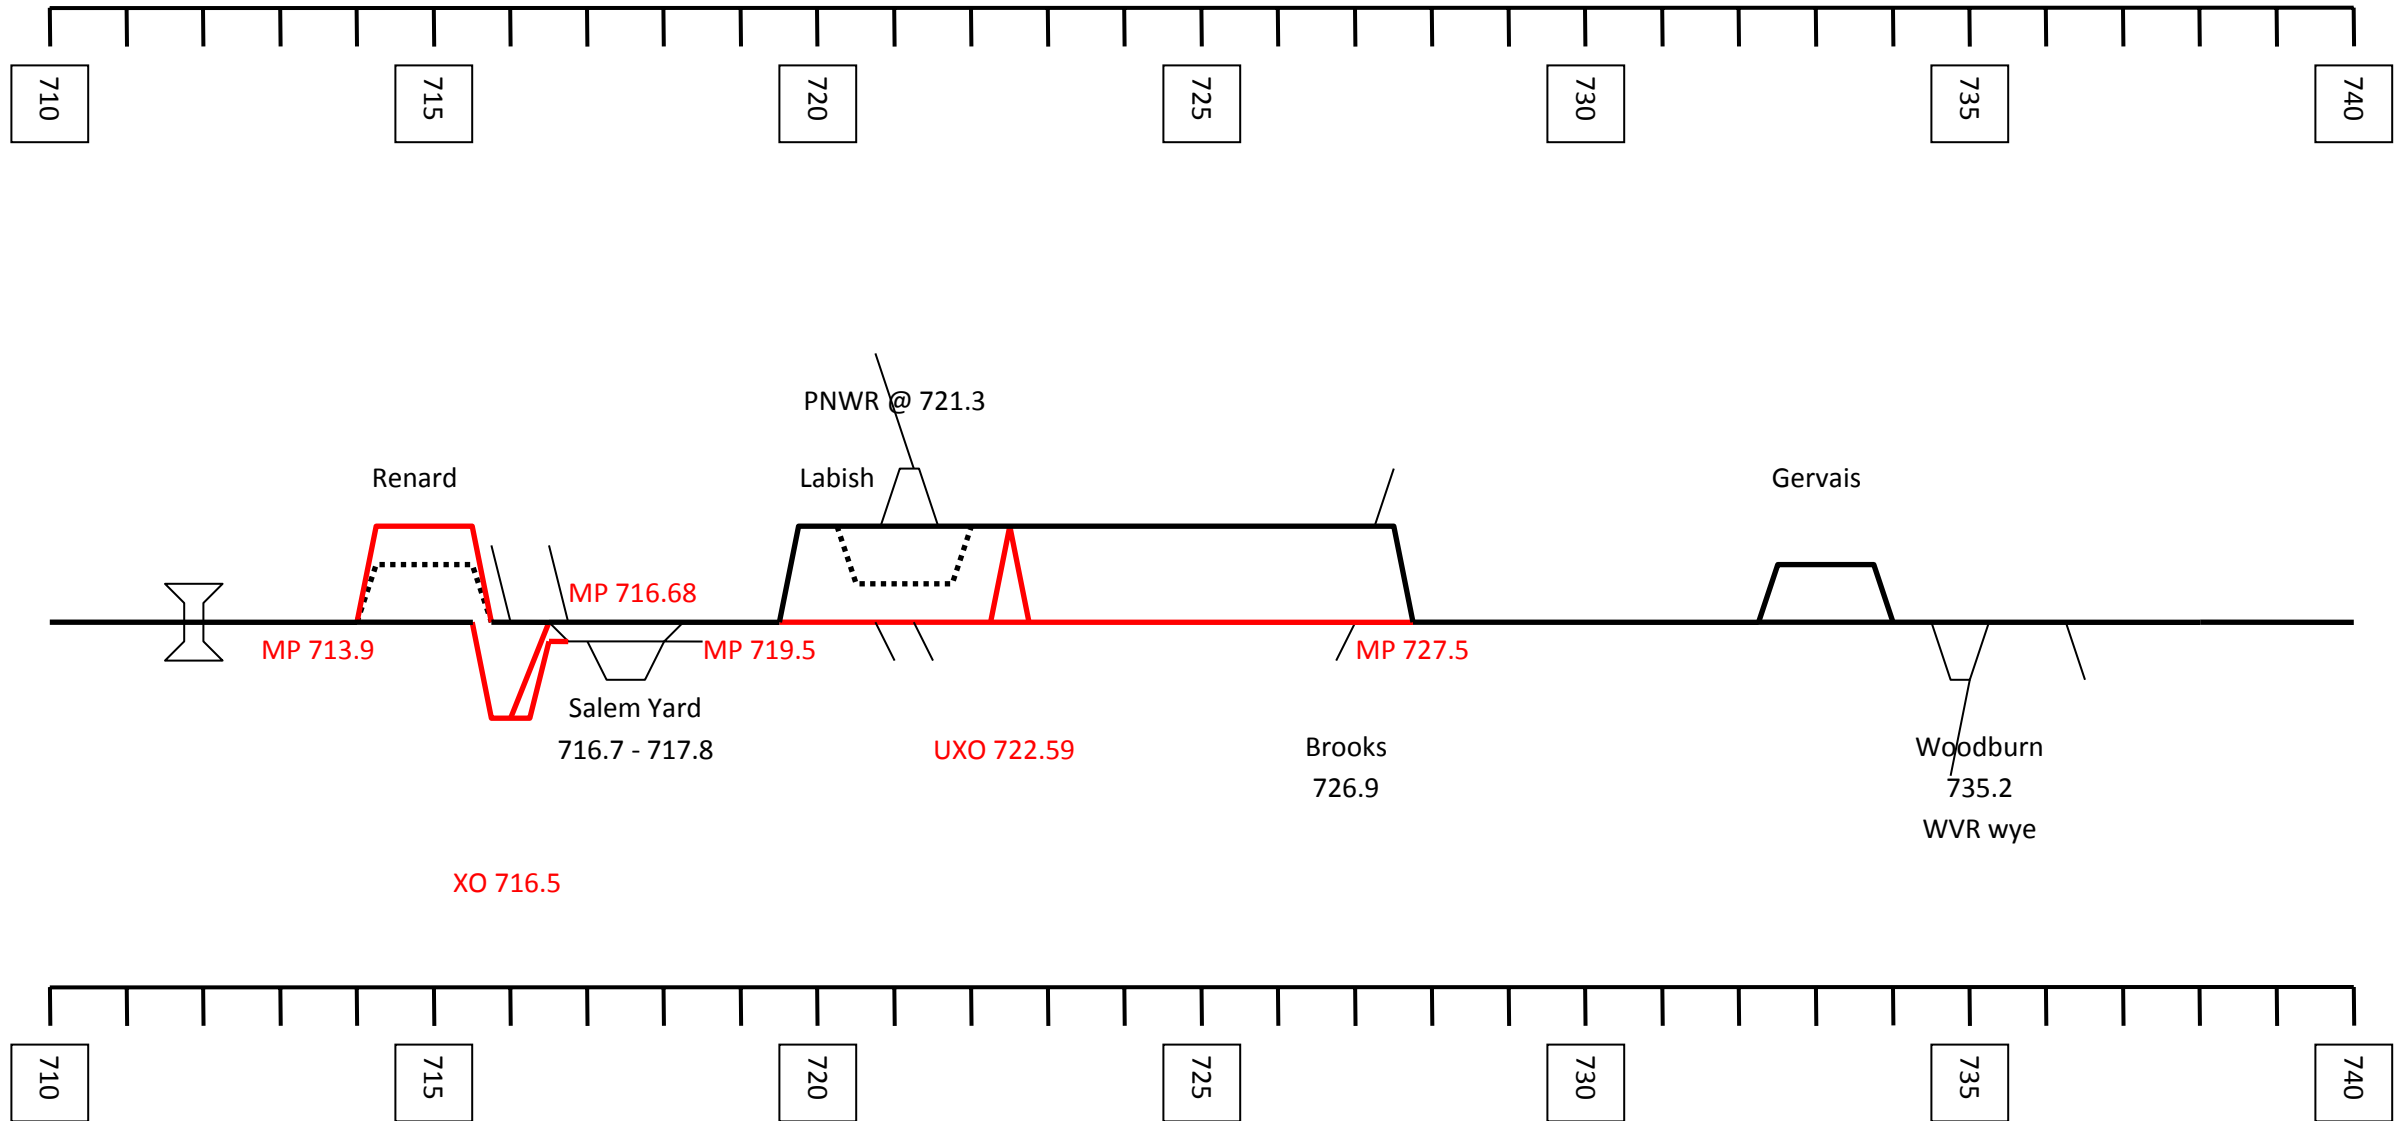 710
715
720
725
730
735
740
PNWR @ 721.3
Renard
Labish
Gervais
MP 716.68
MP 713.9
MP 719.5
MP 727.5
Salem Yard
716.7 - 717.8
UXO 722.59
Brooks
726.9
Woodburn
735.2
WVR wye
XO 716.5
710
715
720
725
730
735
740